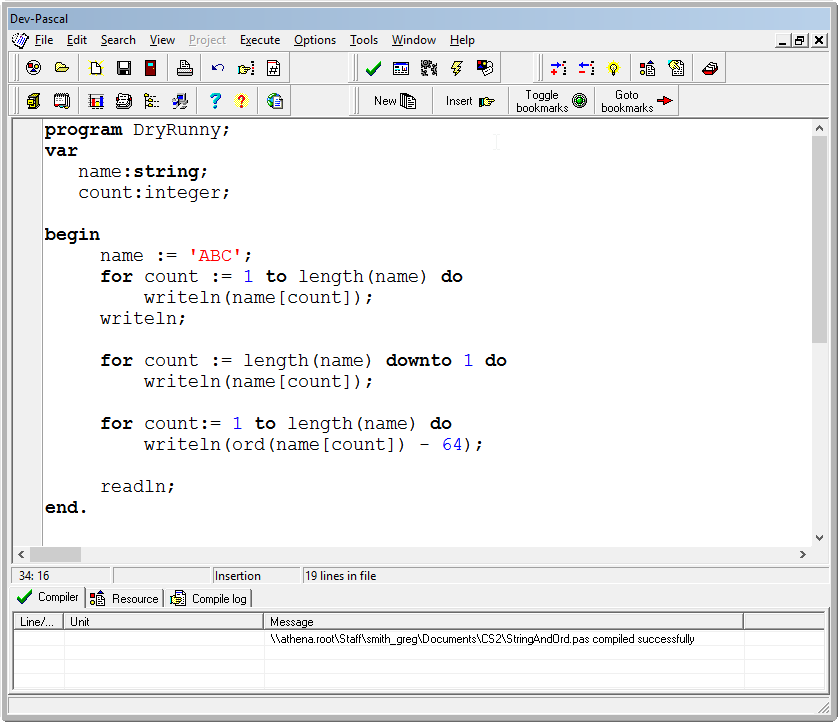 Dev-Pascal
File Edit Search View Project Execute Options Tools Window Help
New Insert Toggle bookmarks Goto bookmarks
program DryRunny;
var
name:string;
count:integer;
begin
name := 'ABC';
for count := 1 to length(name) do
writeln(name[count]);
writeln;
for count := length(name) downto 1 do
writeln(name[count]);
for count:= 1 to length(name) do
writeln(ord(name[count]) - 64);
readln;
end.
34: 16 Insertion 19 lines in file
Compiler Resource Compile log
Line/... Unit Message
\\athena.root\Staff\smith_greg\Documents\CS2\StringAndOrd.pas compiled successfully